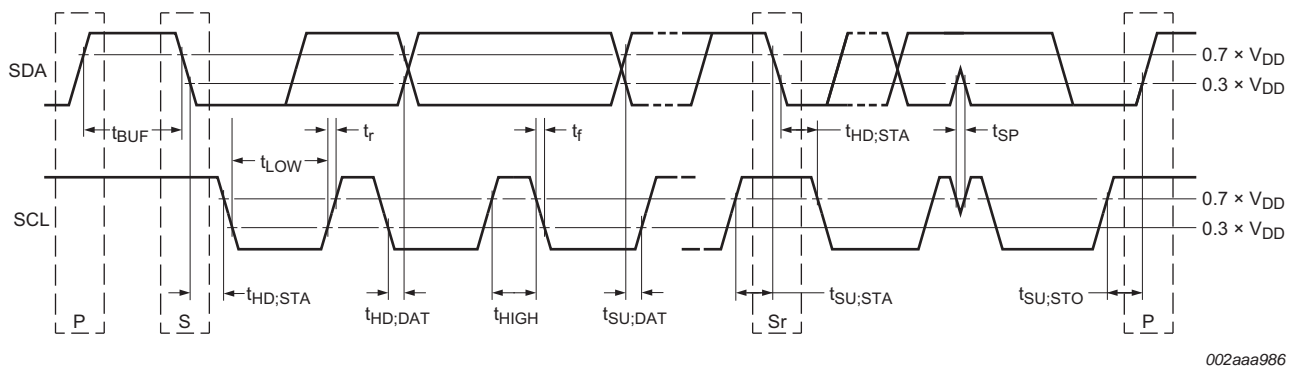 SDA
0.7 × VDD
0.3 × VDD
tBUF
tLOW
tr
tf
tHD;STA
tSP
SCL
0.7 × VDD
0.3 × VDD
tHD;STA
tHD;DAT
tHIGH
tSU;DAT
tSU;STA
tSU;STO
P
S
Sr
P
002aaa986